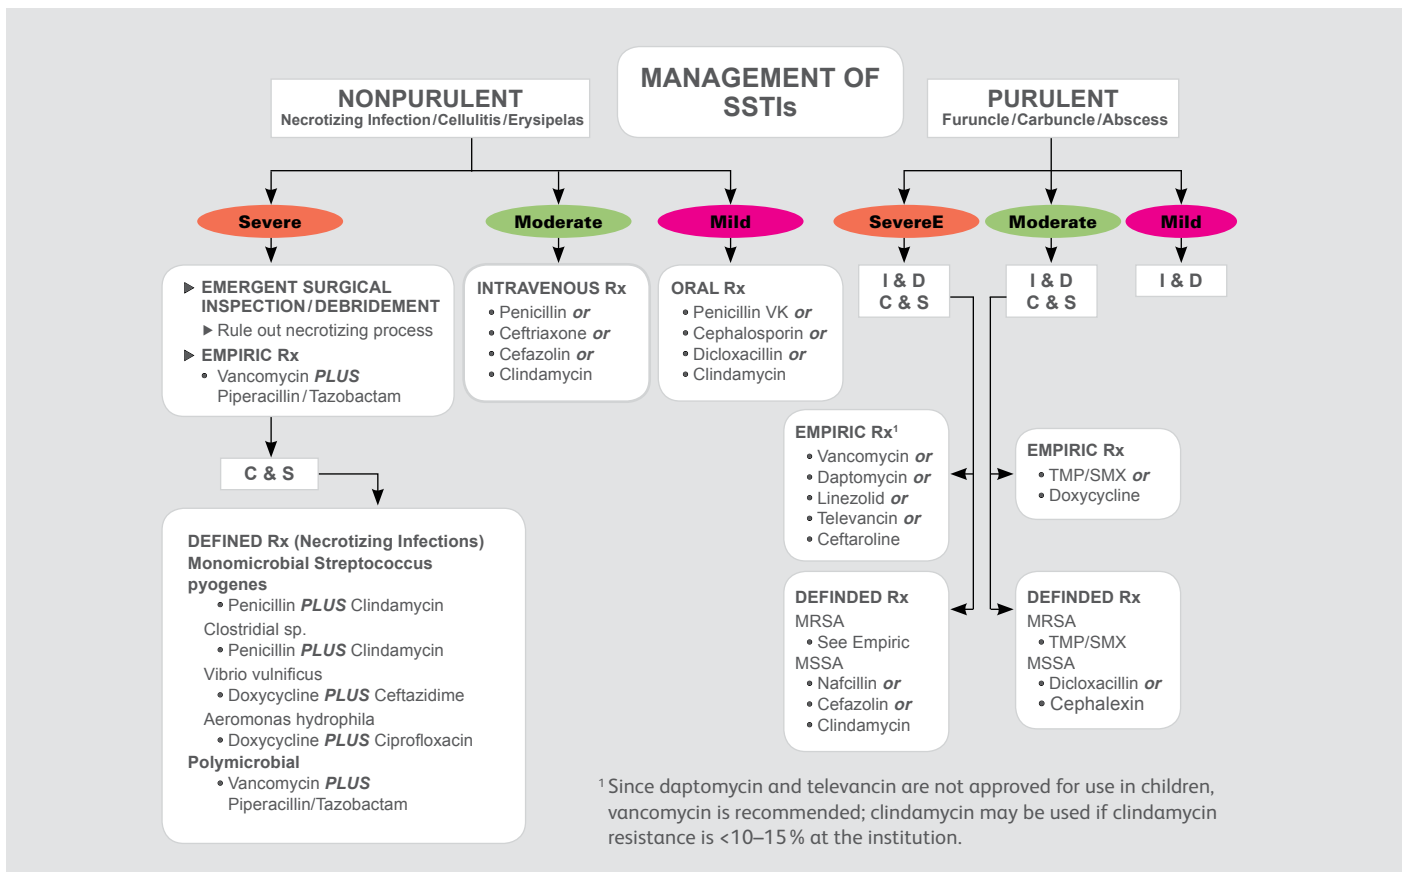 MANAGEMENT OF
SSTIs
NONPURULENT
Necrotizing Infection/Cellulitis/Erysipelas
Severe
Moderate
Mild
▶ EMERGENT SURGICAL
INSPECTION/DEBRIDEMENT
▶ Rule out necrotizing process
▶ EMPIRIC Rx
• Vancomycin PLUS
Piperacillin/Tazobactam
C & S
DEFINED Rx (Necrotizing Infections)
Monomicrobial Streptococcus
pyogenes
• Penicillin PLUS Clindamycin
Clostridial sp.
• Penicillin PLUS Clindamycin
Vibrio vulnificus
• Doxycycline PLUS Ceftazidime
Aeromonas hydrophila
• Doxycycline PLUS Ciprofloxacin
Polymicrobial
• Vancomycin PLUS
Piperacillin/Tazobactam
INTRAVENOUS Rx
• Penicillin or
• Ceftriaxone or
• Cefazolin or
• Clindamycin
ORAL Rx
• Penicillin VK or
• Cephalosporin or
• Dicloxacillin or
• Clindamycin
PURULENT
Furuncle/Carbuncle/Abscess
SevereE
Moderate
Mild
I & D
C & S
I & D
C & S
I & D
EMPIRIC Rx¹
• Vancomycin or
• Daptomycin or
• Linezolid or
• Televancin or
• Ceftaroline
EMPIRIC Rx
• TMP/SMX or
• Doxycycline
DEFINDED Rx
MRSA
• See Empiric
MSSA
• Nafcillin or
• Cefazolin or
• Clindamycin
DEFINDED Rx
MRSA
• TMP/SMX
MSSA
• Dicloxacillin or
• Cephalexin
¹ Since daptomycin and televancin are not approved for use in children,
vancomycin is recommended; clindamycin may be used if clindamycin
resistance is <10–15% at the institution.